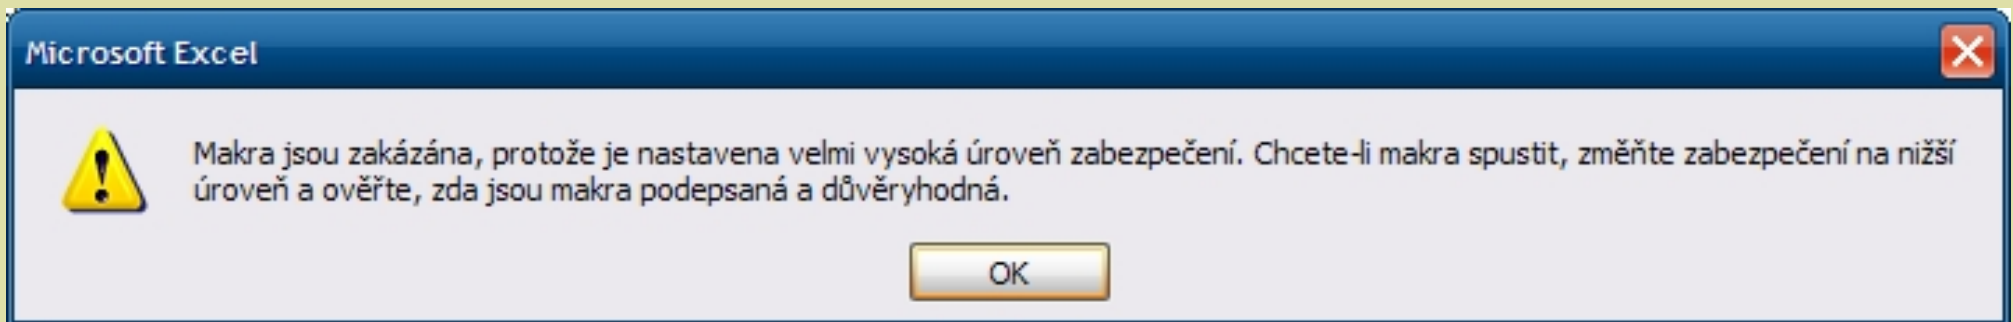 Microsoft Excel
Makra jsou zakázána, protože je nastavena velmi vysoká úroveň zabezpečení. Chcete-li makra spustit, změňte zabezpečení na nižší
úroveň a ověřte, zda jsou makra podepsaná a důvěryhodná.
OK